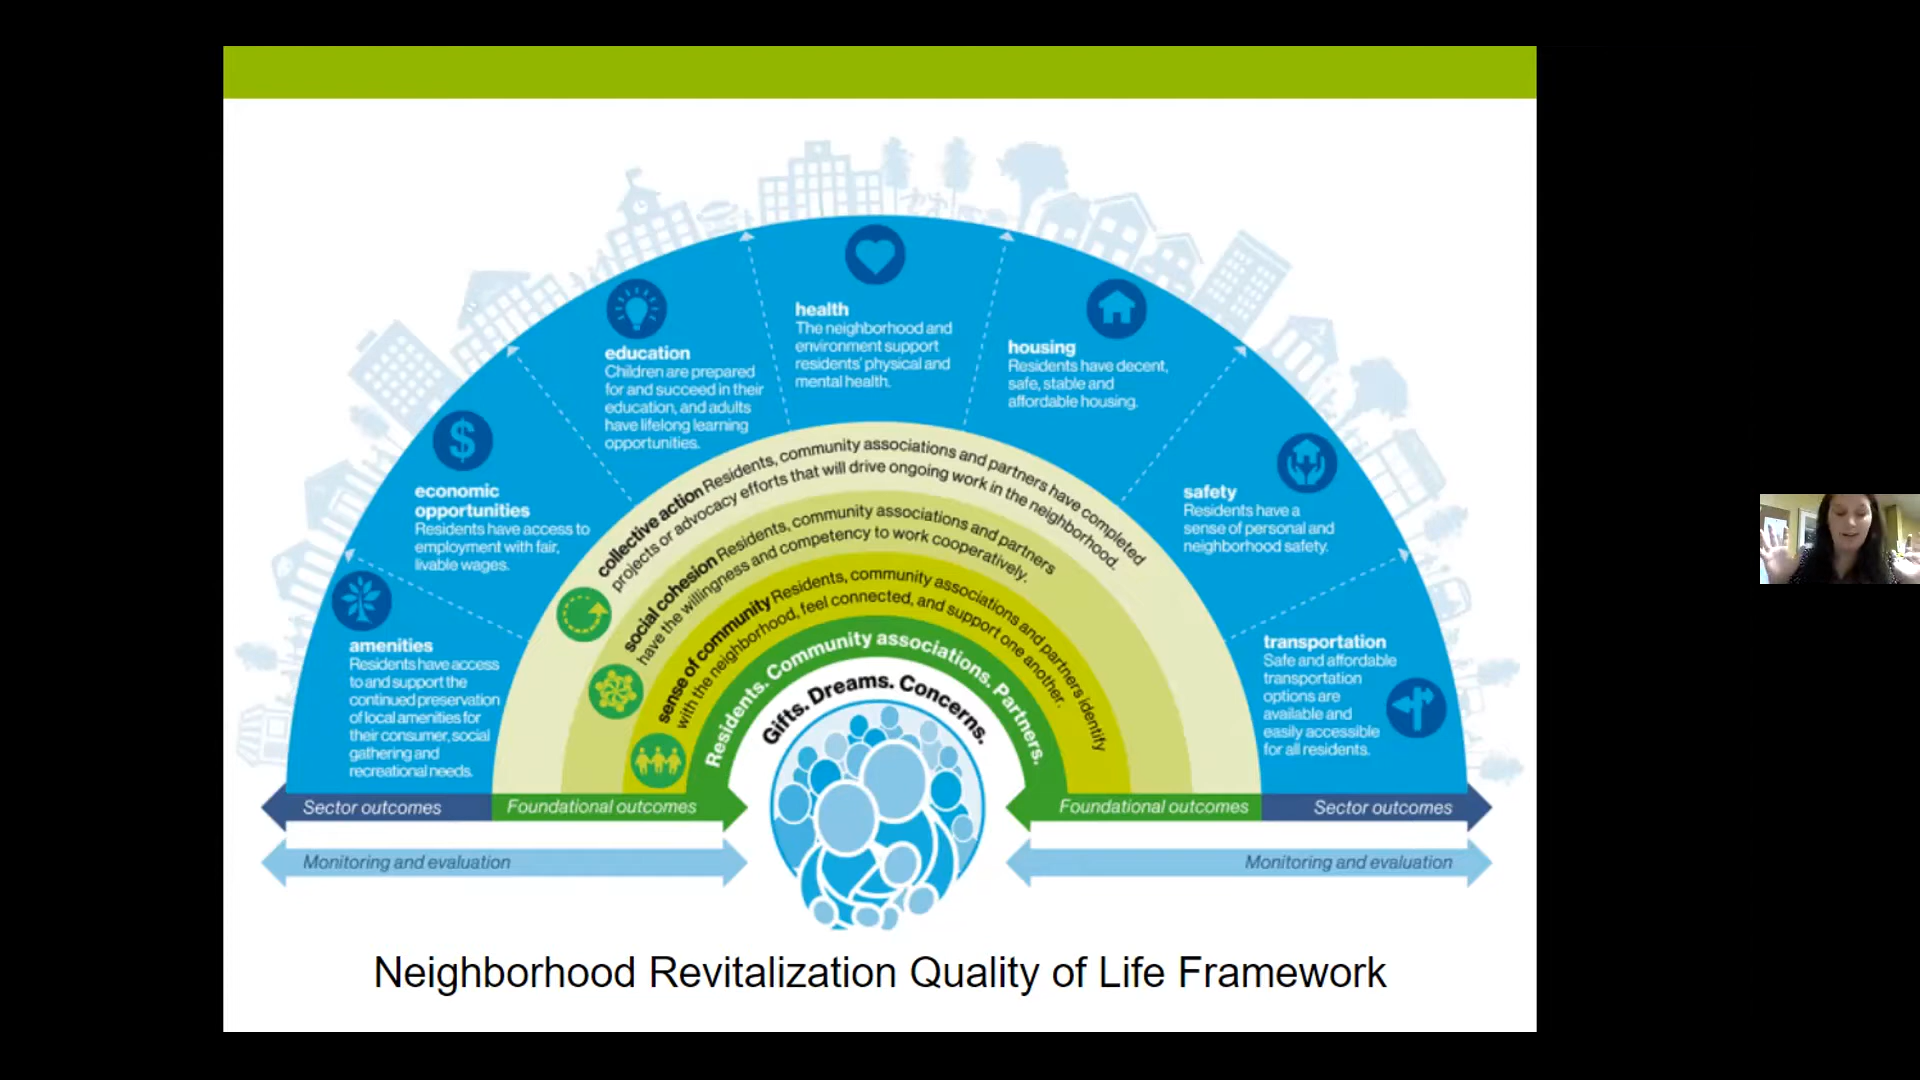 health
The neighborhood and
environment support
residents' physical and
mental health.
education
Children are prepared
for and succeed in their
education, and adults
have lifelong learning
opportunities.
housing
Residents have decent,
safe, stable and
affordable housing.
economic
opportunities
Residents have access to
employment with fair,
livable wages.
safety
Residents have a
sense of personal and
neighborhood safety.
amenities
Residents have access
to and support the
continued preservation
of local amenities for
their consumer, social
gathering and
recreational needs.
transportation
Safe and affordable
transportation
options are
available and
easily accessible
for all residents.
collective action Residents, community associations and partners have completed
projects or advocacy efforts that will drive ongoing work in the neighborhood.
social cohesion Residents, community associations and partners
have the willingness and competency to work cooperatively.
sense of community Residents, community associations and partners identify
with the neighborhood, feel connected, and support one another.
Residents. Community associations. Partners.
Gifts. Dreams. Concerns.
$
Sector outcomes
Foundational outcomes
Foundational outcomes
Sector outcomes
Monitoring and evaluation
Monitoring and evaluation
Neighborhood Revitalization Quality of Life Framework